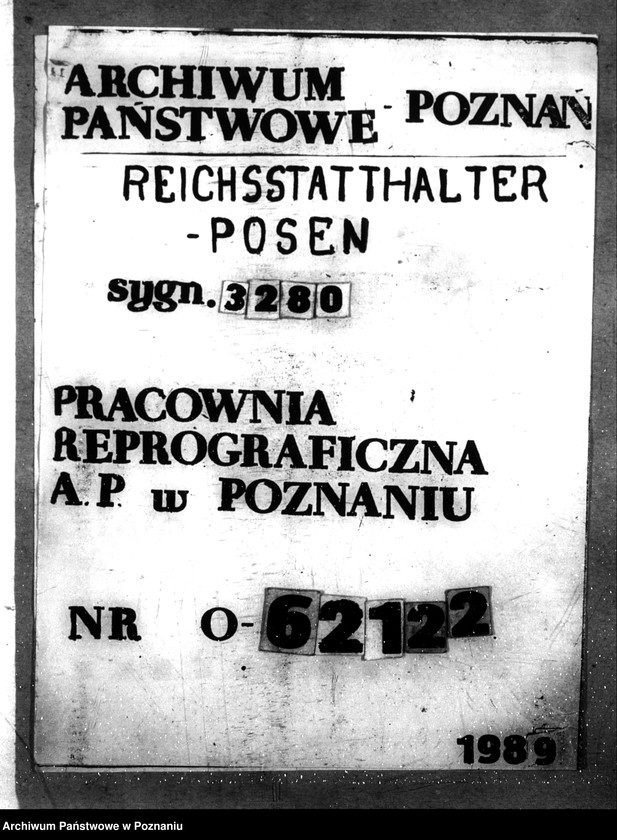 ARCHIWUM
PAŃSTWOWE - POZNAŃ
REICHSSTATTHALTER
-POSEN
sygn. 3280
PRACOWNIA
REPROGRAFICZNA
A. P. w POZNANIU
NR O-62122
1989
Archiwum Państwowe w Poznaniu